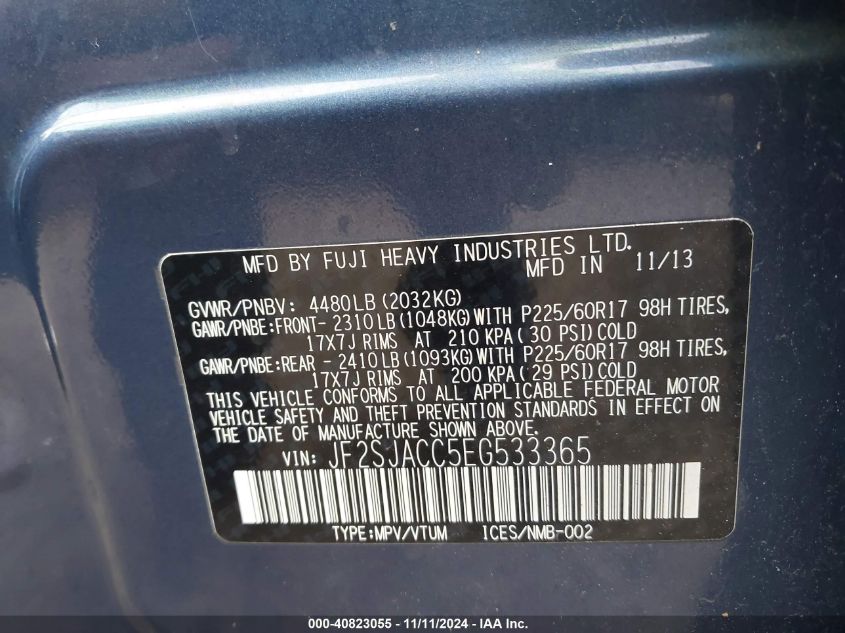 MFD BY FUJI HEAVY INDUSTRIES LTD.
MFD IN 11/13
GVWR/PNBV: 4480LB(2032KG)
GAWR/PNBE:FRONT- 2310LB(1048KG)WITH P225/60R17 98H TIRES,
17X7J RIMS AT 210 KPA(30 PSI)COLD
GAWR/PNBE:REAR - 2410LB(1093KG)WITH P225/60R17 98H TIRES,
17X7J RIMS AT 200 KPA(29 PSI)COLD
THIS VEHICLE CONFORMS TO ALL APPLICABLE FEDERAL MOTOR
VEHICLE SAFETY AND THEFT PREVENTION STANDARDS IN EFFECT ON
THE DATE OF MANUFACTURE SHOWN ABOVE.
VIN: JF2SJACC5EG533365
TYPE:MPV/VTUM ICES/NMB-002
000-40823055 - 11/11/2024 - IAA Inc.